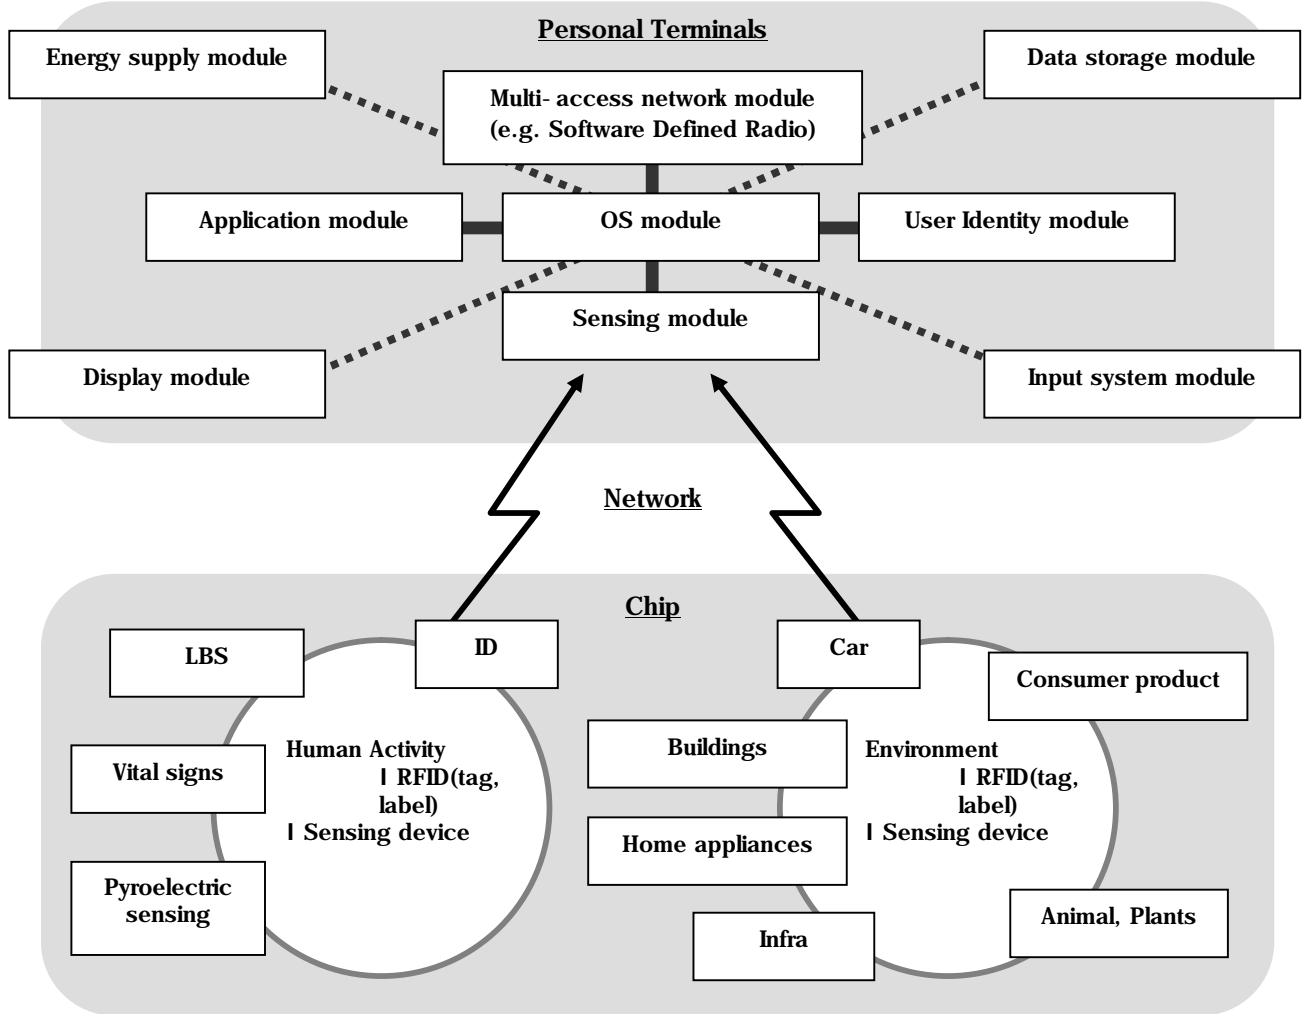 Personal Terminals
Energy supply module
Data storage module
Multi- access network module
(e.g. Software Defined Radio)
Application module
OS module
User Identity module
Sensing module
Display module
Input system module
Network
Chip
LBS
ID
Car
Consumer product
Vital signs
Human Activity
l RFID(tag,
label)
l Sensing device
Buildings
Environment
l RFID(tag,
label)
l Sensing device
Home appliances
Pyroelectric
sensing
Infra
Animal, Plants